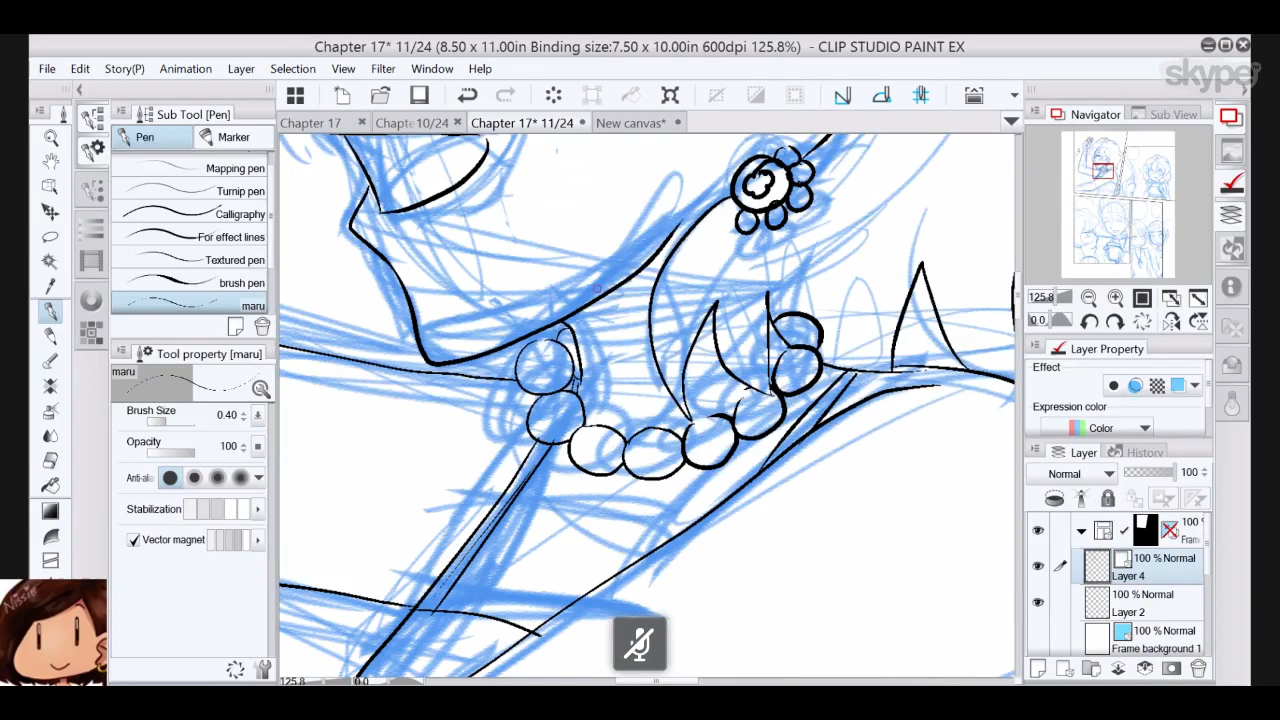 Chapter 17* 11/24 (8.50 x 11.00in Binding size:7.50 x 10.00in 600dpi 125.8%) - CLIP STUDIO PAINT EX
skype
File Edit Story(P) Animation Layer Selection View Filter Window Help
Sub Tool [Pen]
Pen Marker
Mapping pen
Turnip pen
Calligraphy
For effect lines
Textured pen
brush pen
maru
Tool property [maru]
maru
Brush Size 0.40
Opacity 100
Anti-alia
Stabilization
Vector magnet
Chapter 17 Chapte 10/24 Chapter 17* 11/24 New canvas*
125.8 0.0
Navigator Sub View
125.8
0.0
Layer Property
Effect
Expression color
Color
Layer History
Normal 100
100 %
Fram
100 % Normal
Layer 4
100 % Normal
Layer 2
100 % Normal
Frame background 1
Nissie